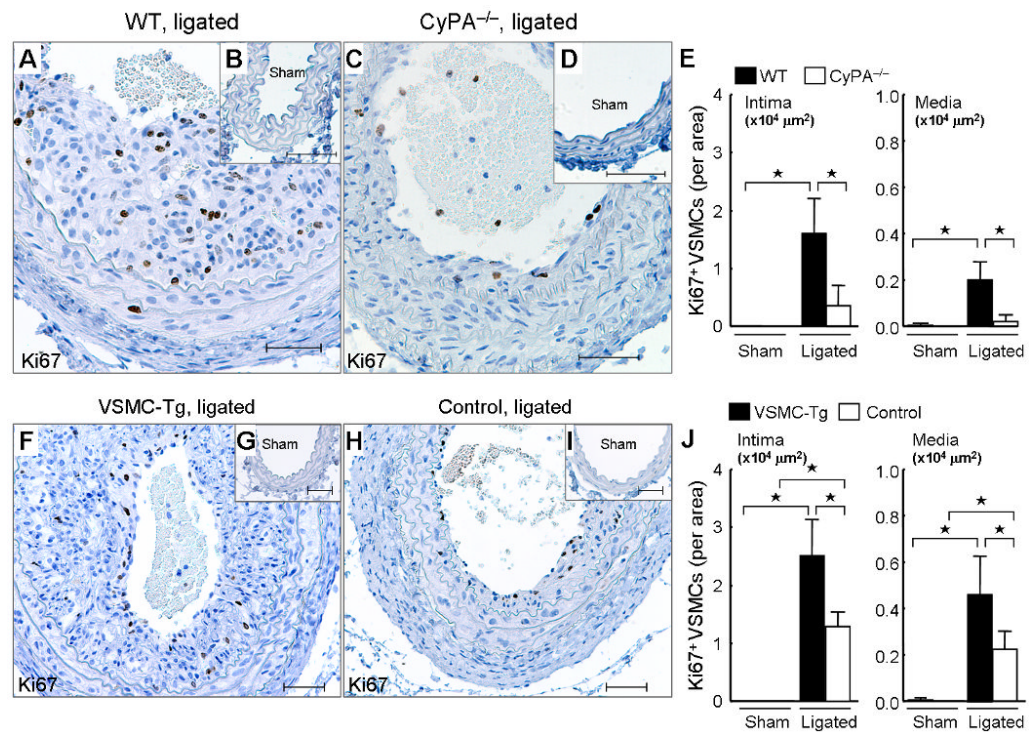 WT, ligated
CyPA–/–, ligated
A
B
Sham
Ki67
C
D
Sham
Ki67
E
WT CyPA–/–
Intima
(x10⁴ μm²)
Media
(x10⁴ μm²)
Ki67⁺ VSMCs (per area)
4
3
2
1
0
Sham Ligated
1.0
0.8
0.6
0.4
0.2
0.0
Sham Ligated
★ ★
★ ★
VSMC-Tg, ligated
Control, ligated
F
G
Sham
Ki67
H
I
Sham
Ki67
J
VSMC-Tg Control
Intima
(x10⁴ μm²)
Media
(x10⁴ μm²)
Ki67⁺ VSMCs (per area)
4
3
2
1
0
Sham Ligated
1.0
0.8
0.6
0.4
0.2
0.0
Sham Ligated
★
★ ★
★
★ ★